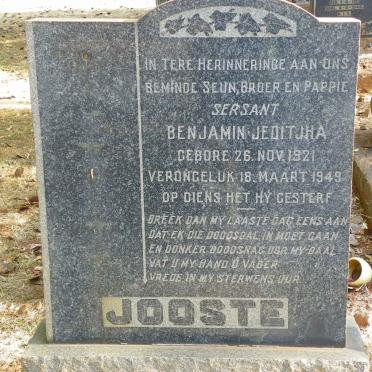 IN TERE HERINNERINGE AAN ONS
BEMINDE SEUN, BROER EN PAPPIE
SERSANT
BENJAMIN JEDITJHA
GEBORE 26. NOV. 1921
VERONGELUK 18. MAART 1949
OP DIENS HET HY GESTERF
BREEK DAN MY LAASTE DAG EENS AAN
DAT EK DIE DOODSDAL IN MOET GAAN
EN DONKER DOODSNAG OOR MY DAAL
VAT U MY HAND O VADER
VREDE IN MY STERWENS UUR
JOOSTE